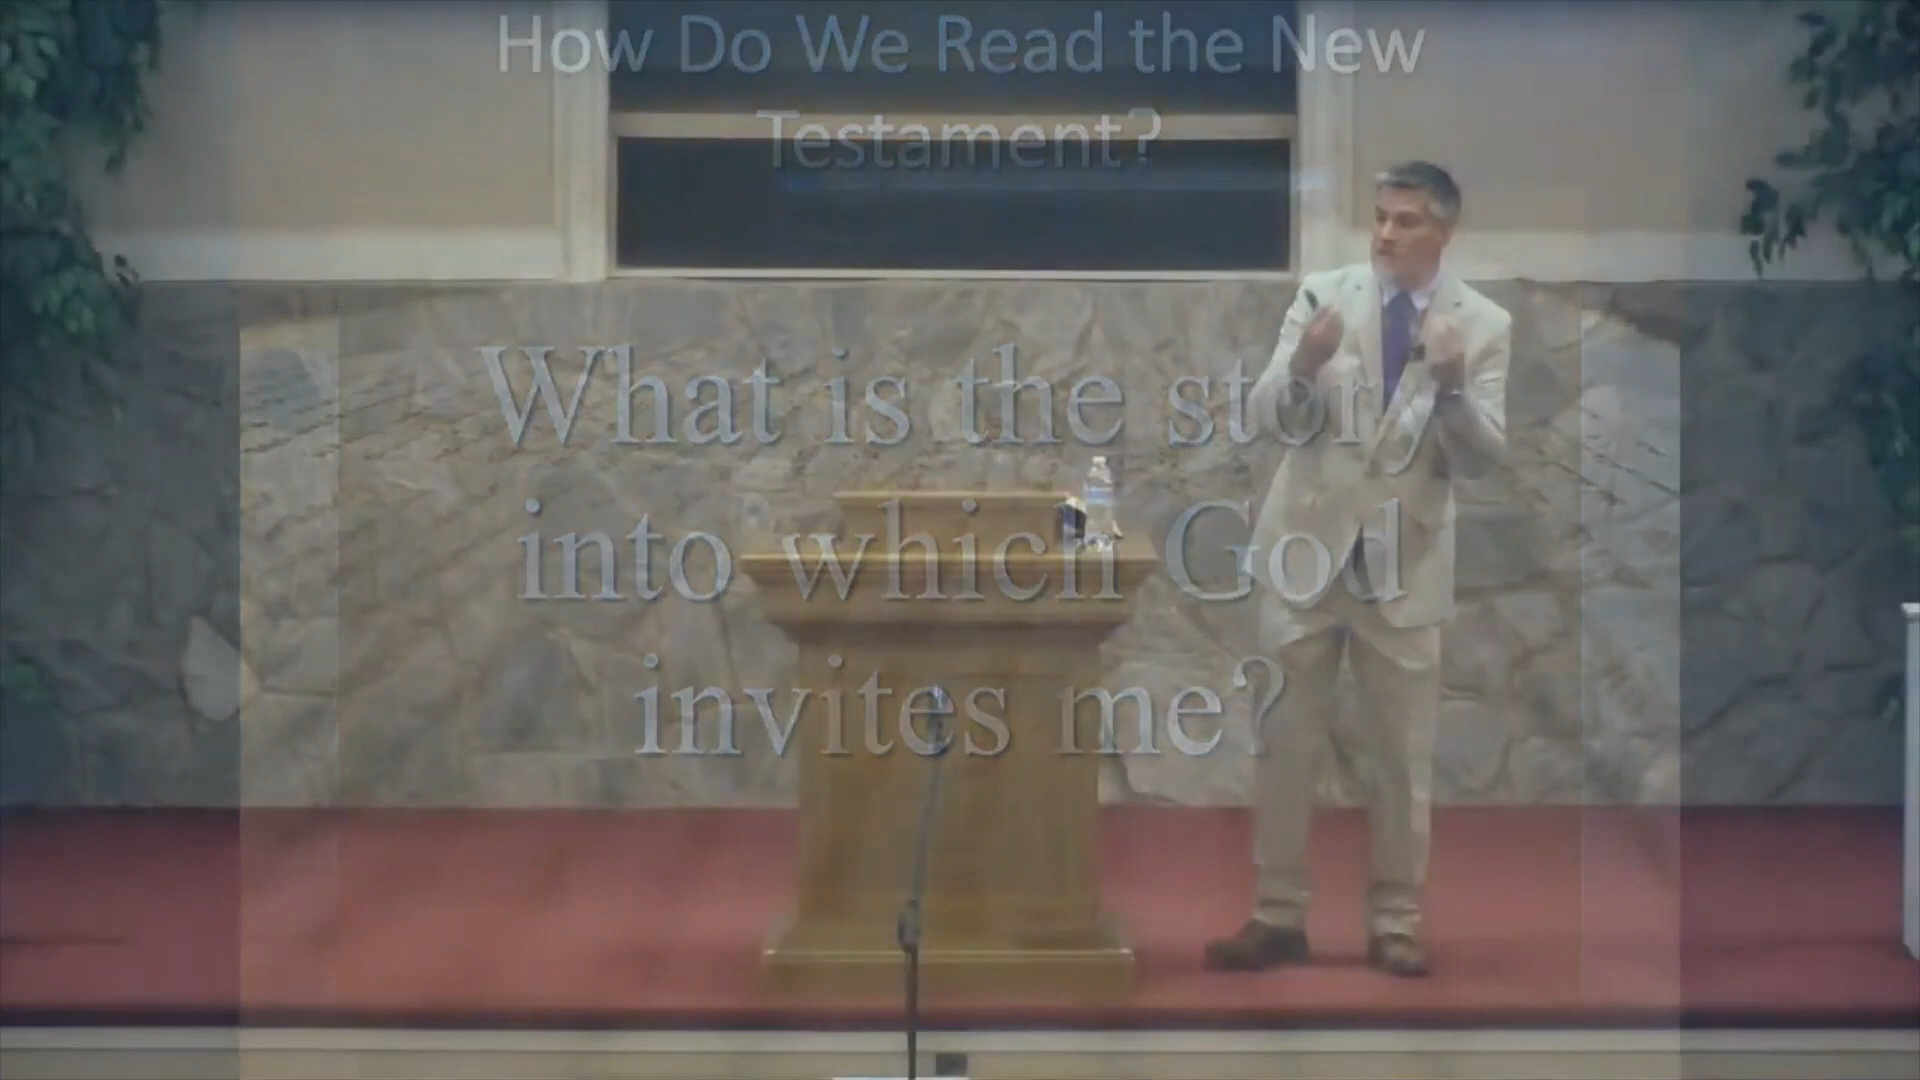 How Do We Read the New
Testament?
What is the story
into which God
invites me?